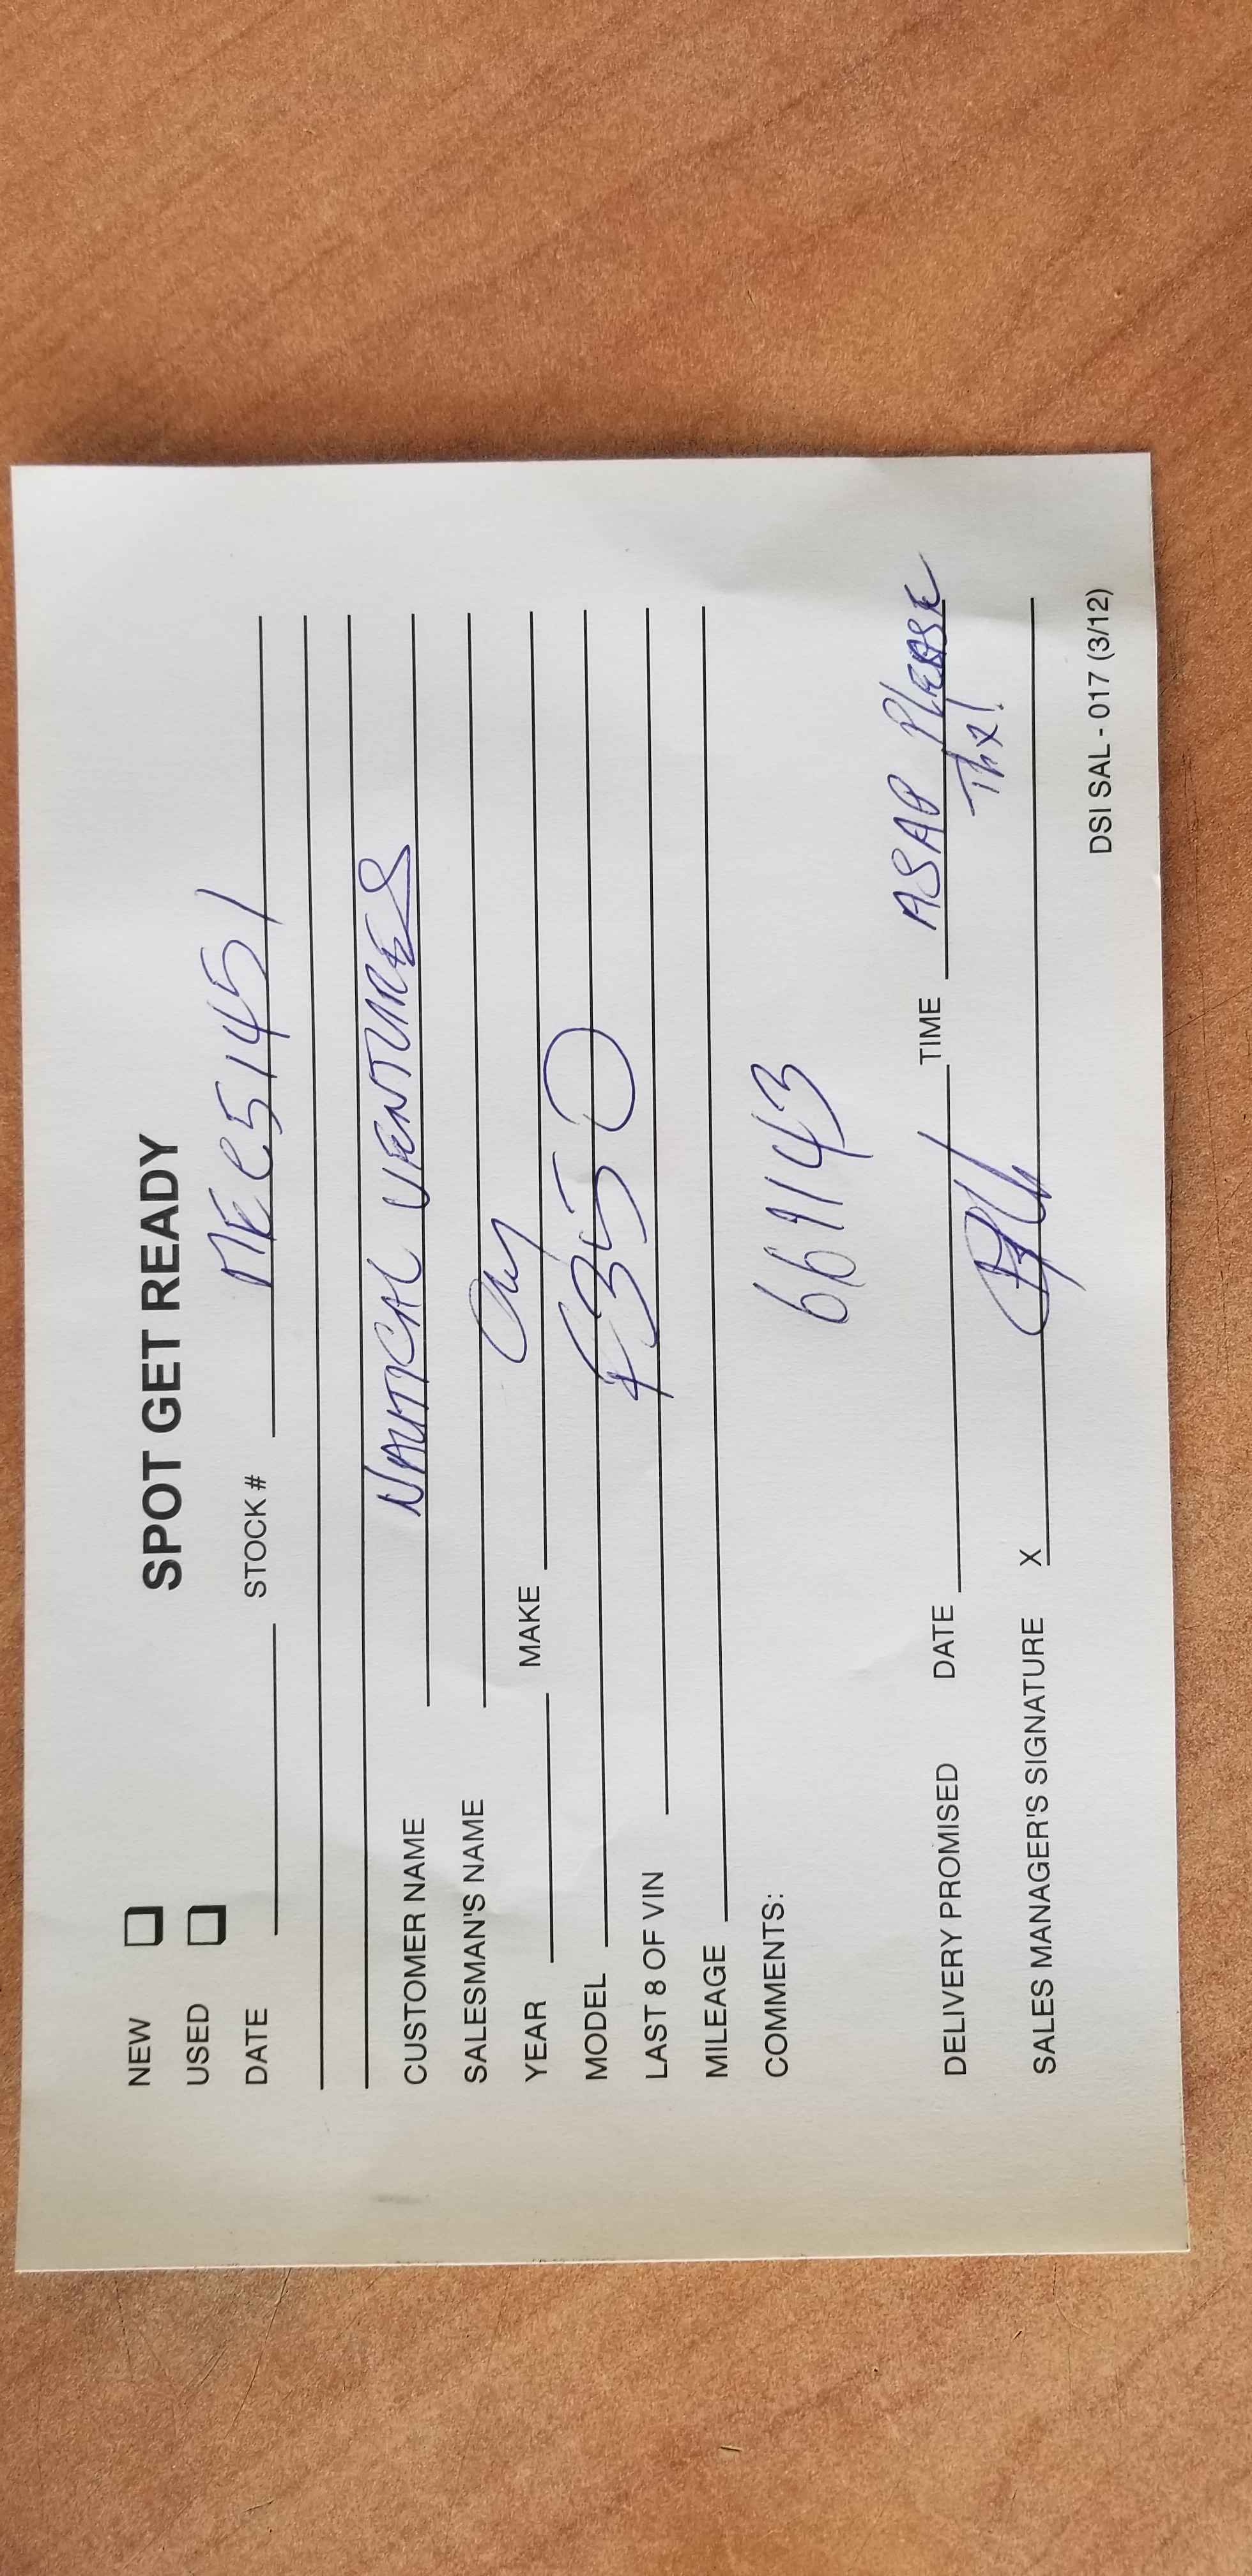 NEW ☐
SPOT GET READY
USED ☐
DATE STOCK # MEC51451
CUSTOMER NAME NAUTICAL VENTURES
SALESMAN'S NAME
YEAR MAKE
MODEL F350
LAST 8 OF VIN
MILEAGE
COMMENTS: 661143
DELIVERY PROMISED DATE TIME ASAP PLEASE
Thx!
SALES MANAGER'S SIGNATURE X
DSI SAL - 017 (3/12)